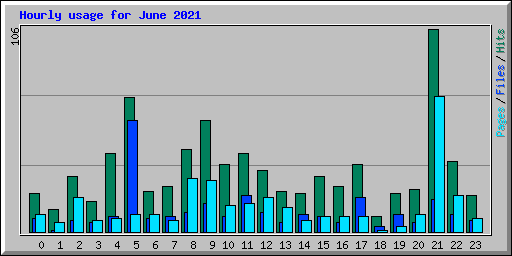 Hourly usage for June 2021
106
Pages / Files / Hits
0 1 2 3 4 5 6 7 8 9 10 11 12 13 14 15 16 17 18 19 20 21 22 23